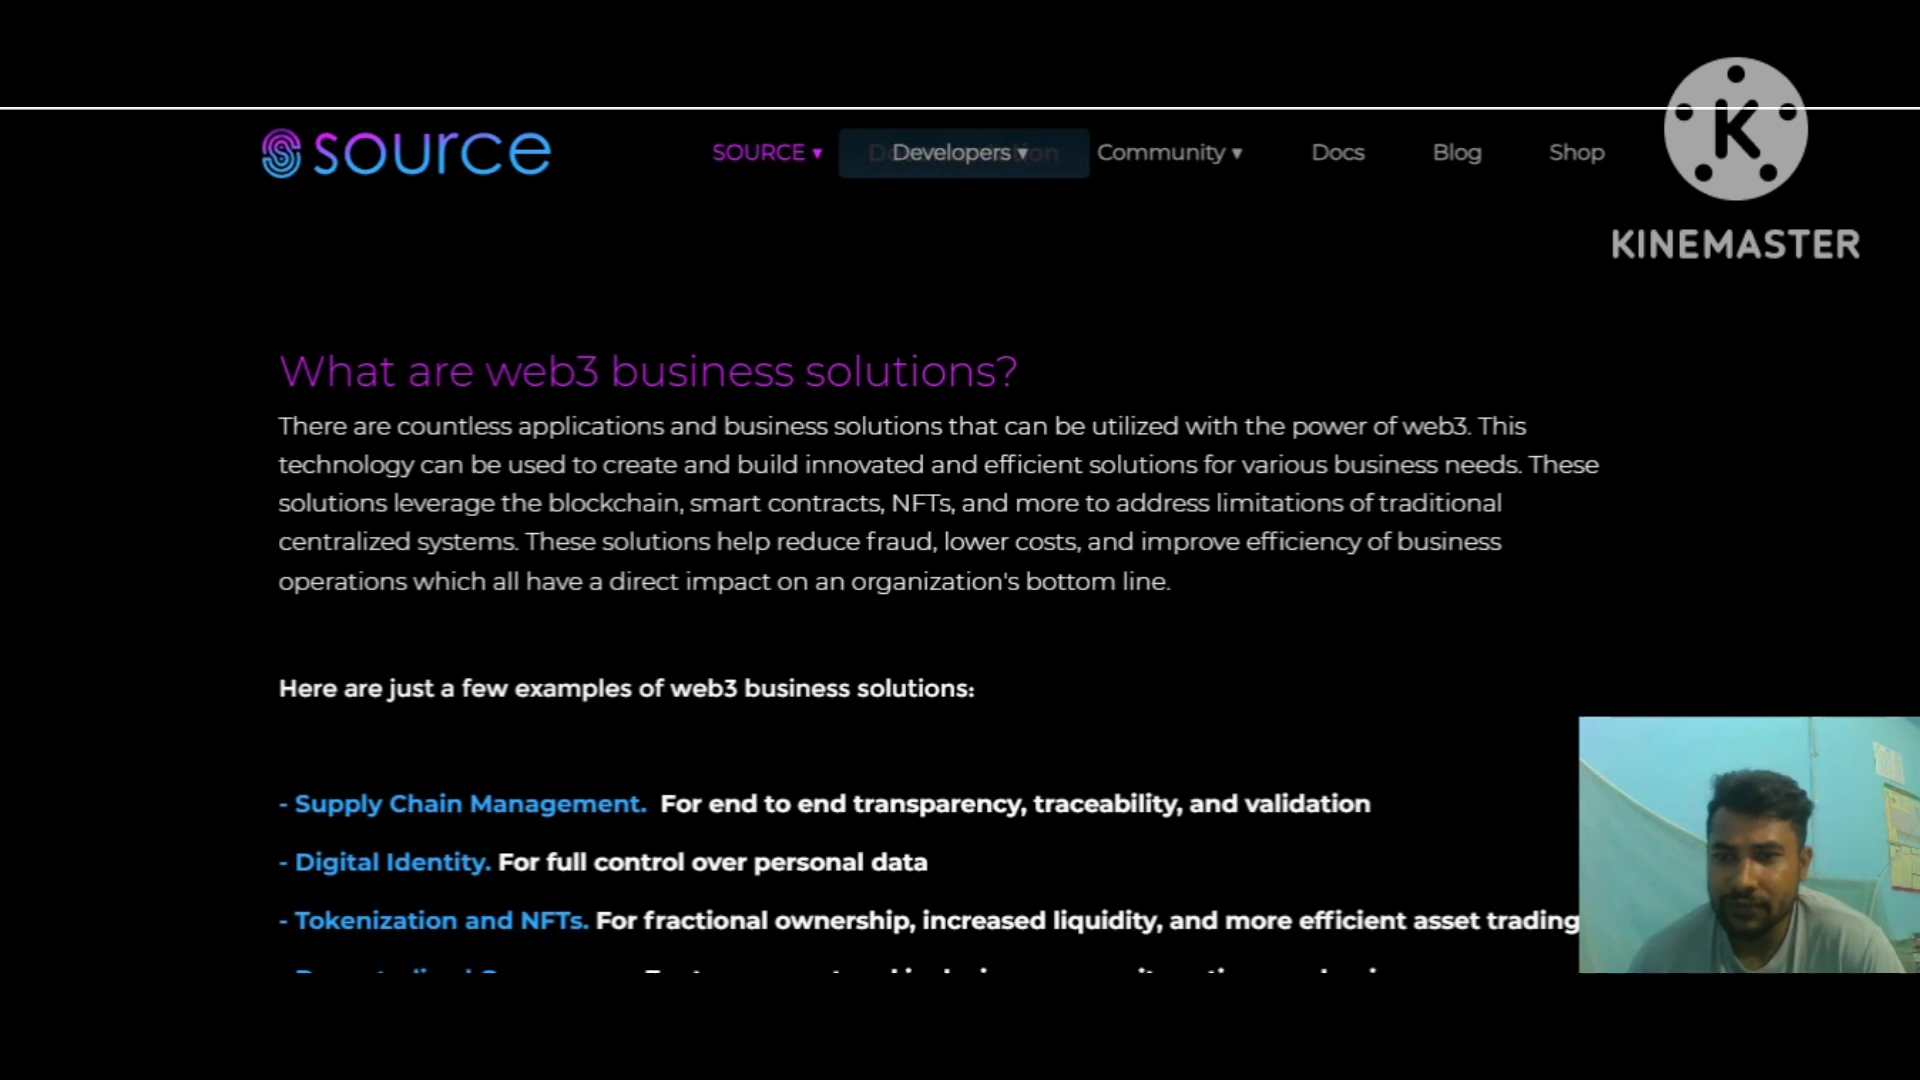 source
SOURCE ▾
Developers ▾
Community ▾
Docs
Blog
Shop
K
KINEMASTER
What are web3 business solutions?
There are countless applications and business solutions that can be utilized with the power of web3. This
technology can be used to create and build innovated and efficient solutions for various business needs. These
solutions leverage the blockchain, smart contracts, NFTs, and more to address limitations of traditional
centralized systems. These solutions help reduce fraud, lower costs, and improve efficiency of business
operations which all have a direct impact on an organization's bottom line.
Here are just a few examples of web3 business solutions:
- Supply Chain Management. For end to end transparency, traceability, and validation
- Digital Identity. For full control over personal data
- Tokenization and NFTs. For fractional ownership, increased liquidity, and more efficient asset trading